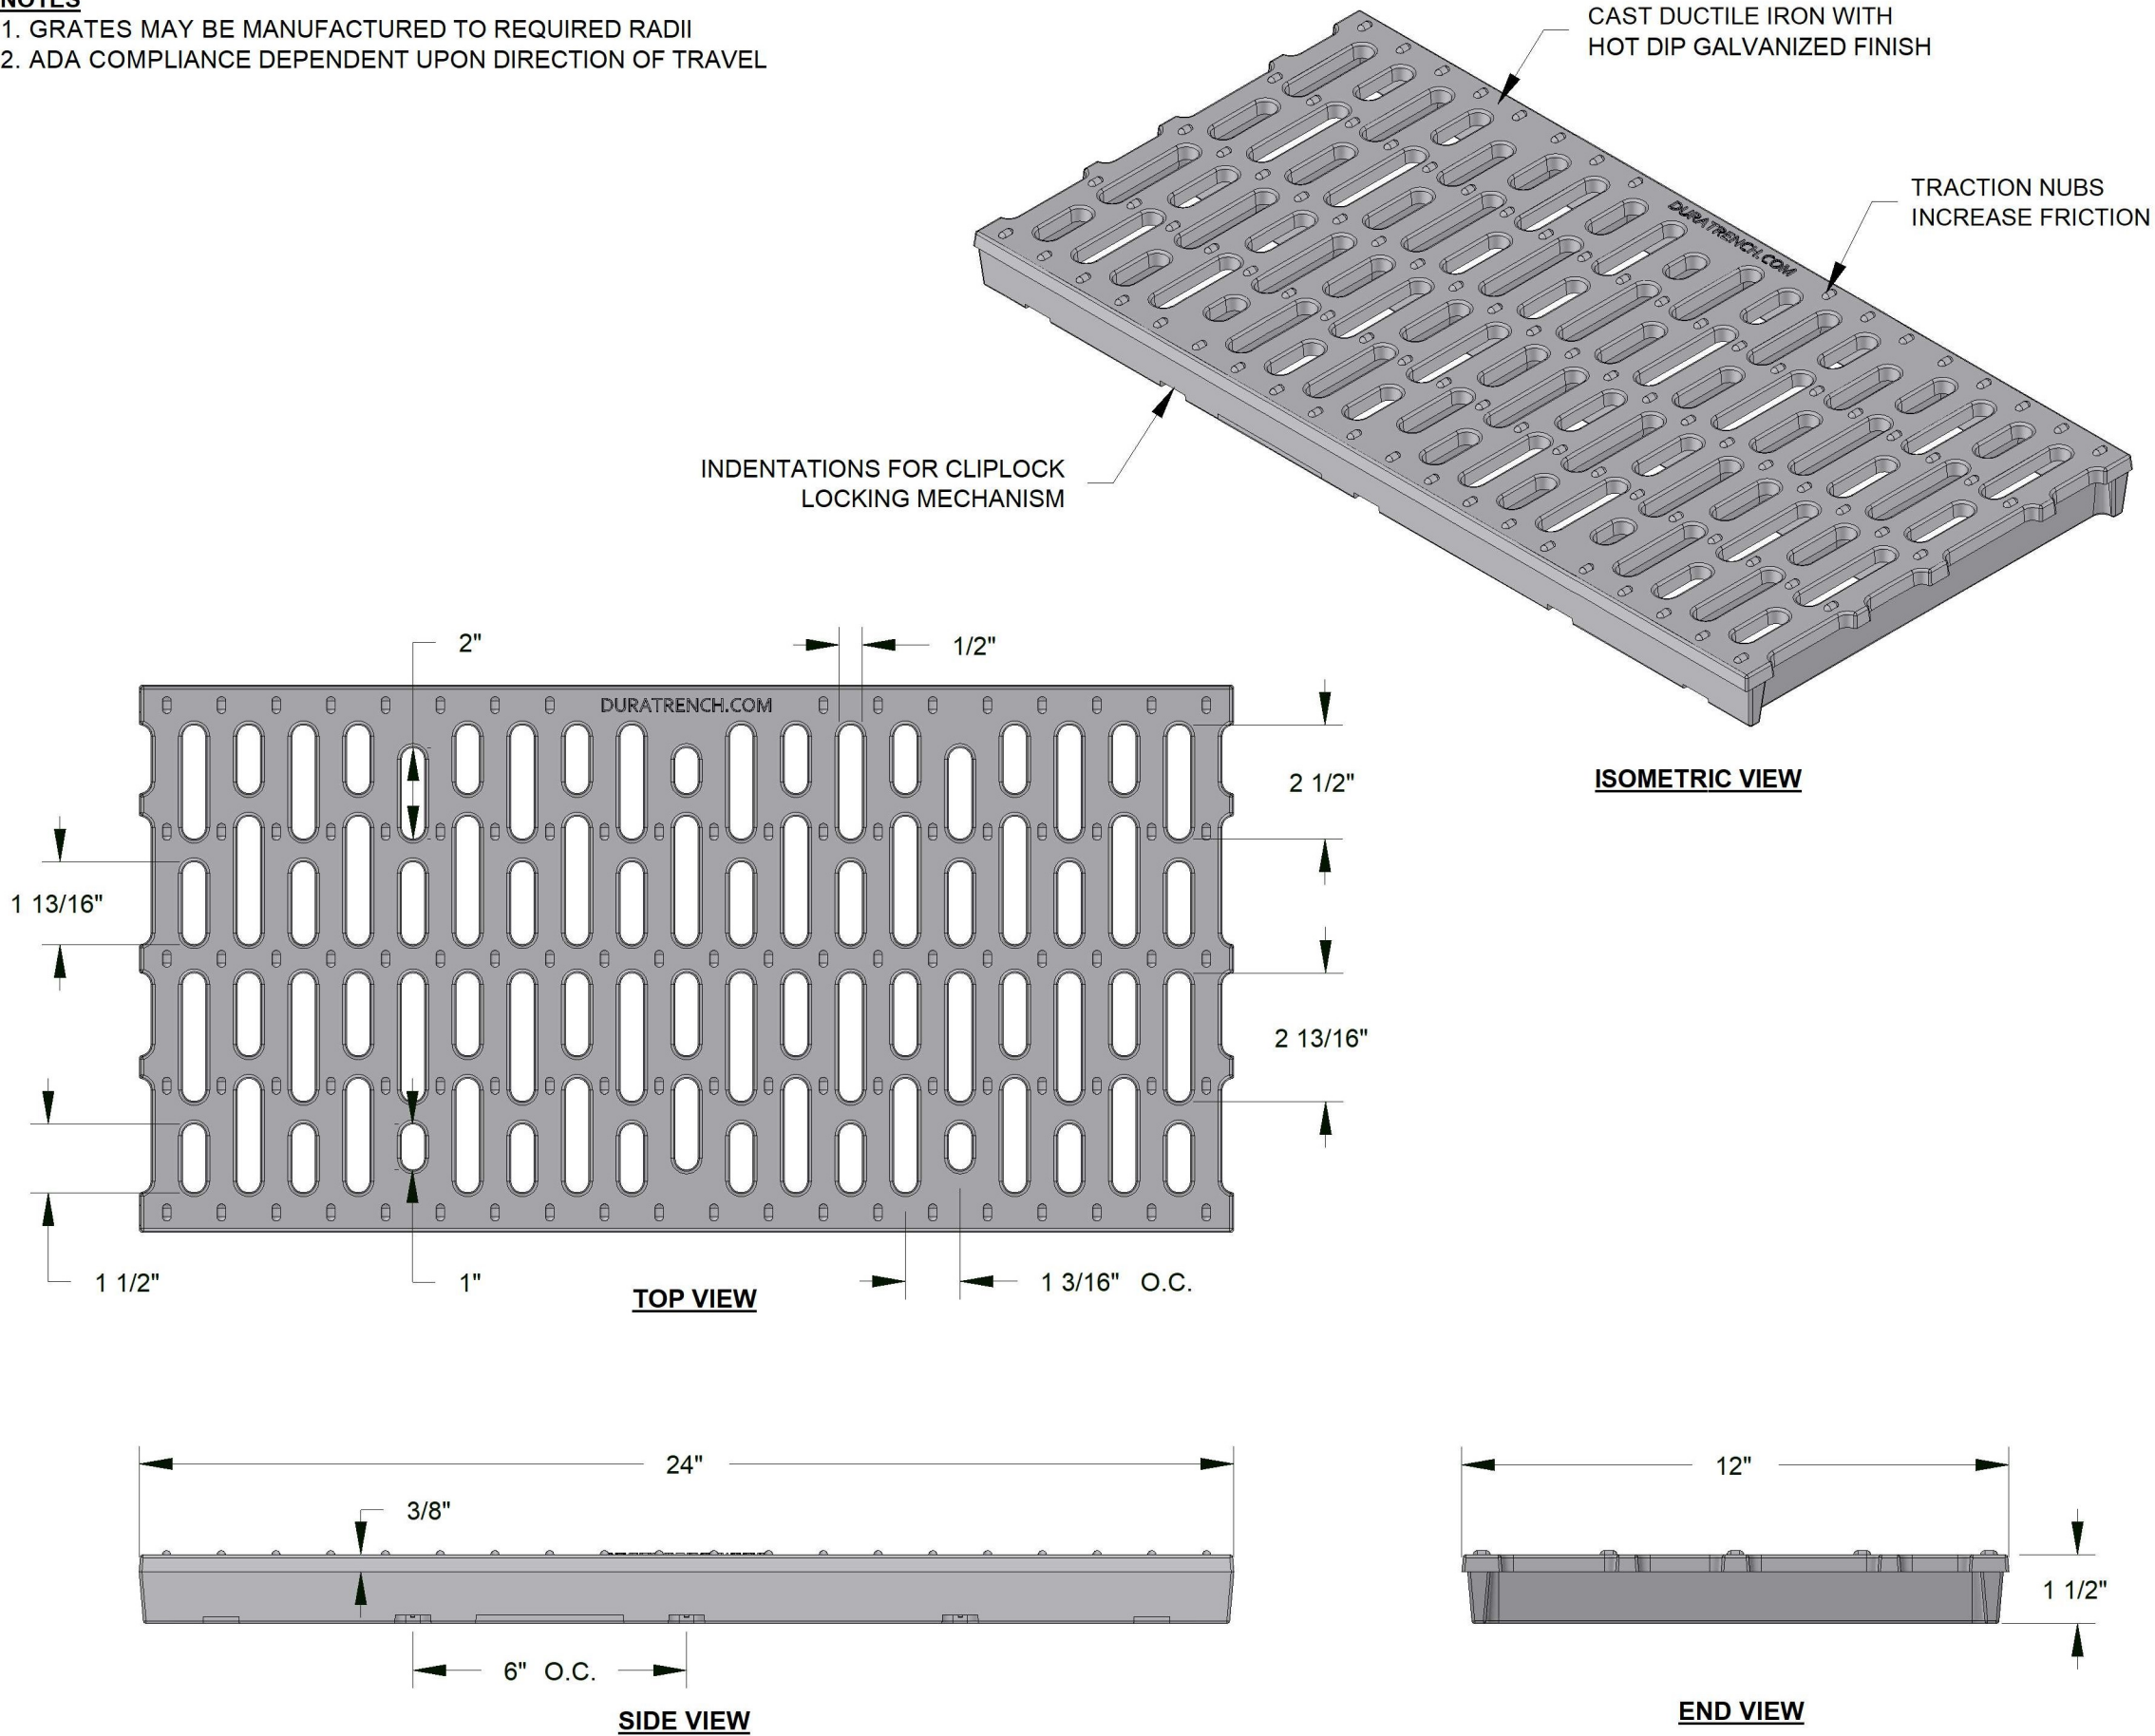 NOTES
1. GRATES MAY BE MANUFACTURED TO REQUIRED RADII
2. ADA COMPLIANCE DEPENDENT UPON DIRECTION OF TRAVEL
CAST DUCTILE IRON WITH
HOT DIP GALVANIZED FINISH
TRACTION NUBS
INCREASE FRICTION
DURATRENCH.COM
INDENTATIONS FOR CLIPLOCK
LOCKING MECHANISM
ISOMETRIC VIEW
2"
1/2"
DURATRENCH.COM
2 1/2"
1 13/16"
2 13/16"
1 1/2"
1"
1 3/16" O.C.
TOP VIEW
24"
3/8"
6" O.C.
SIDE VIEW
12"
1 1/2"
END VIEW